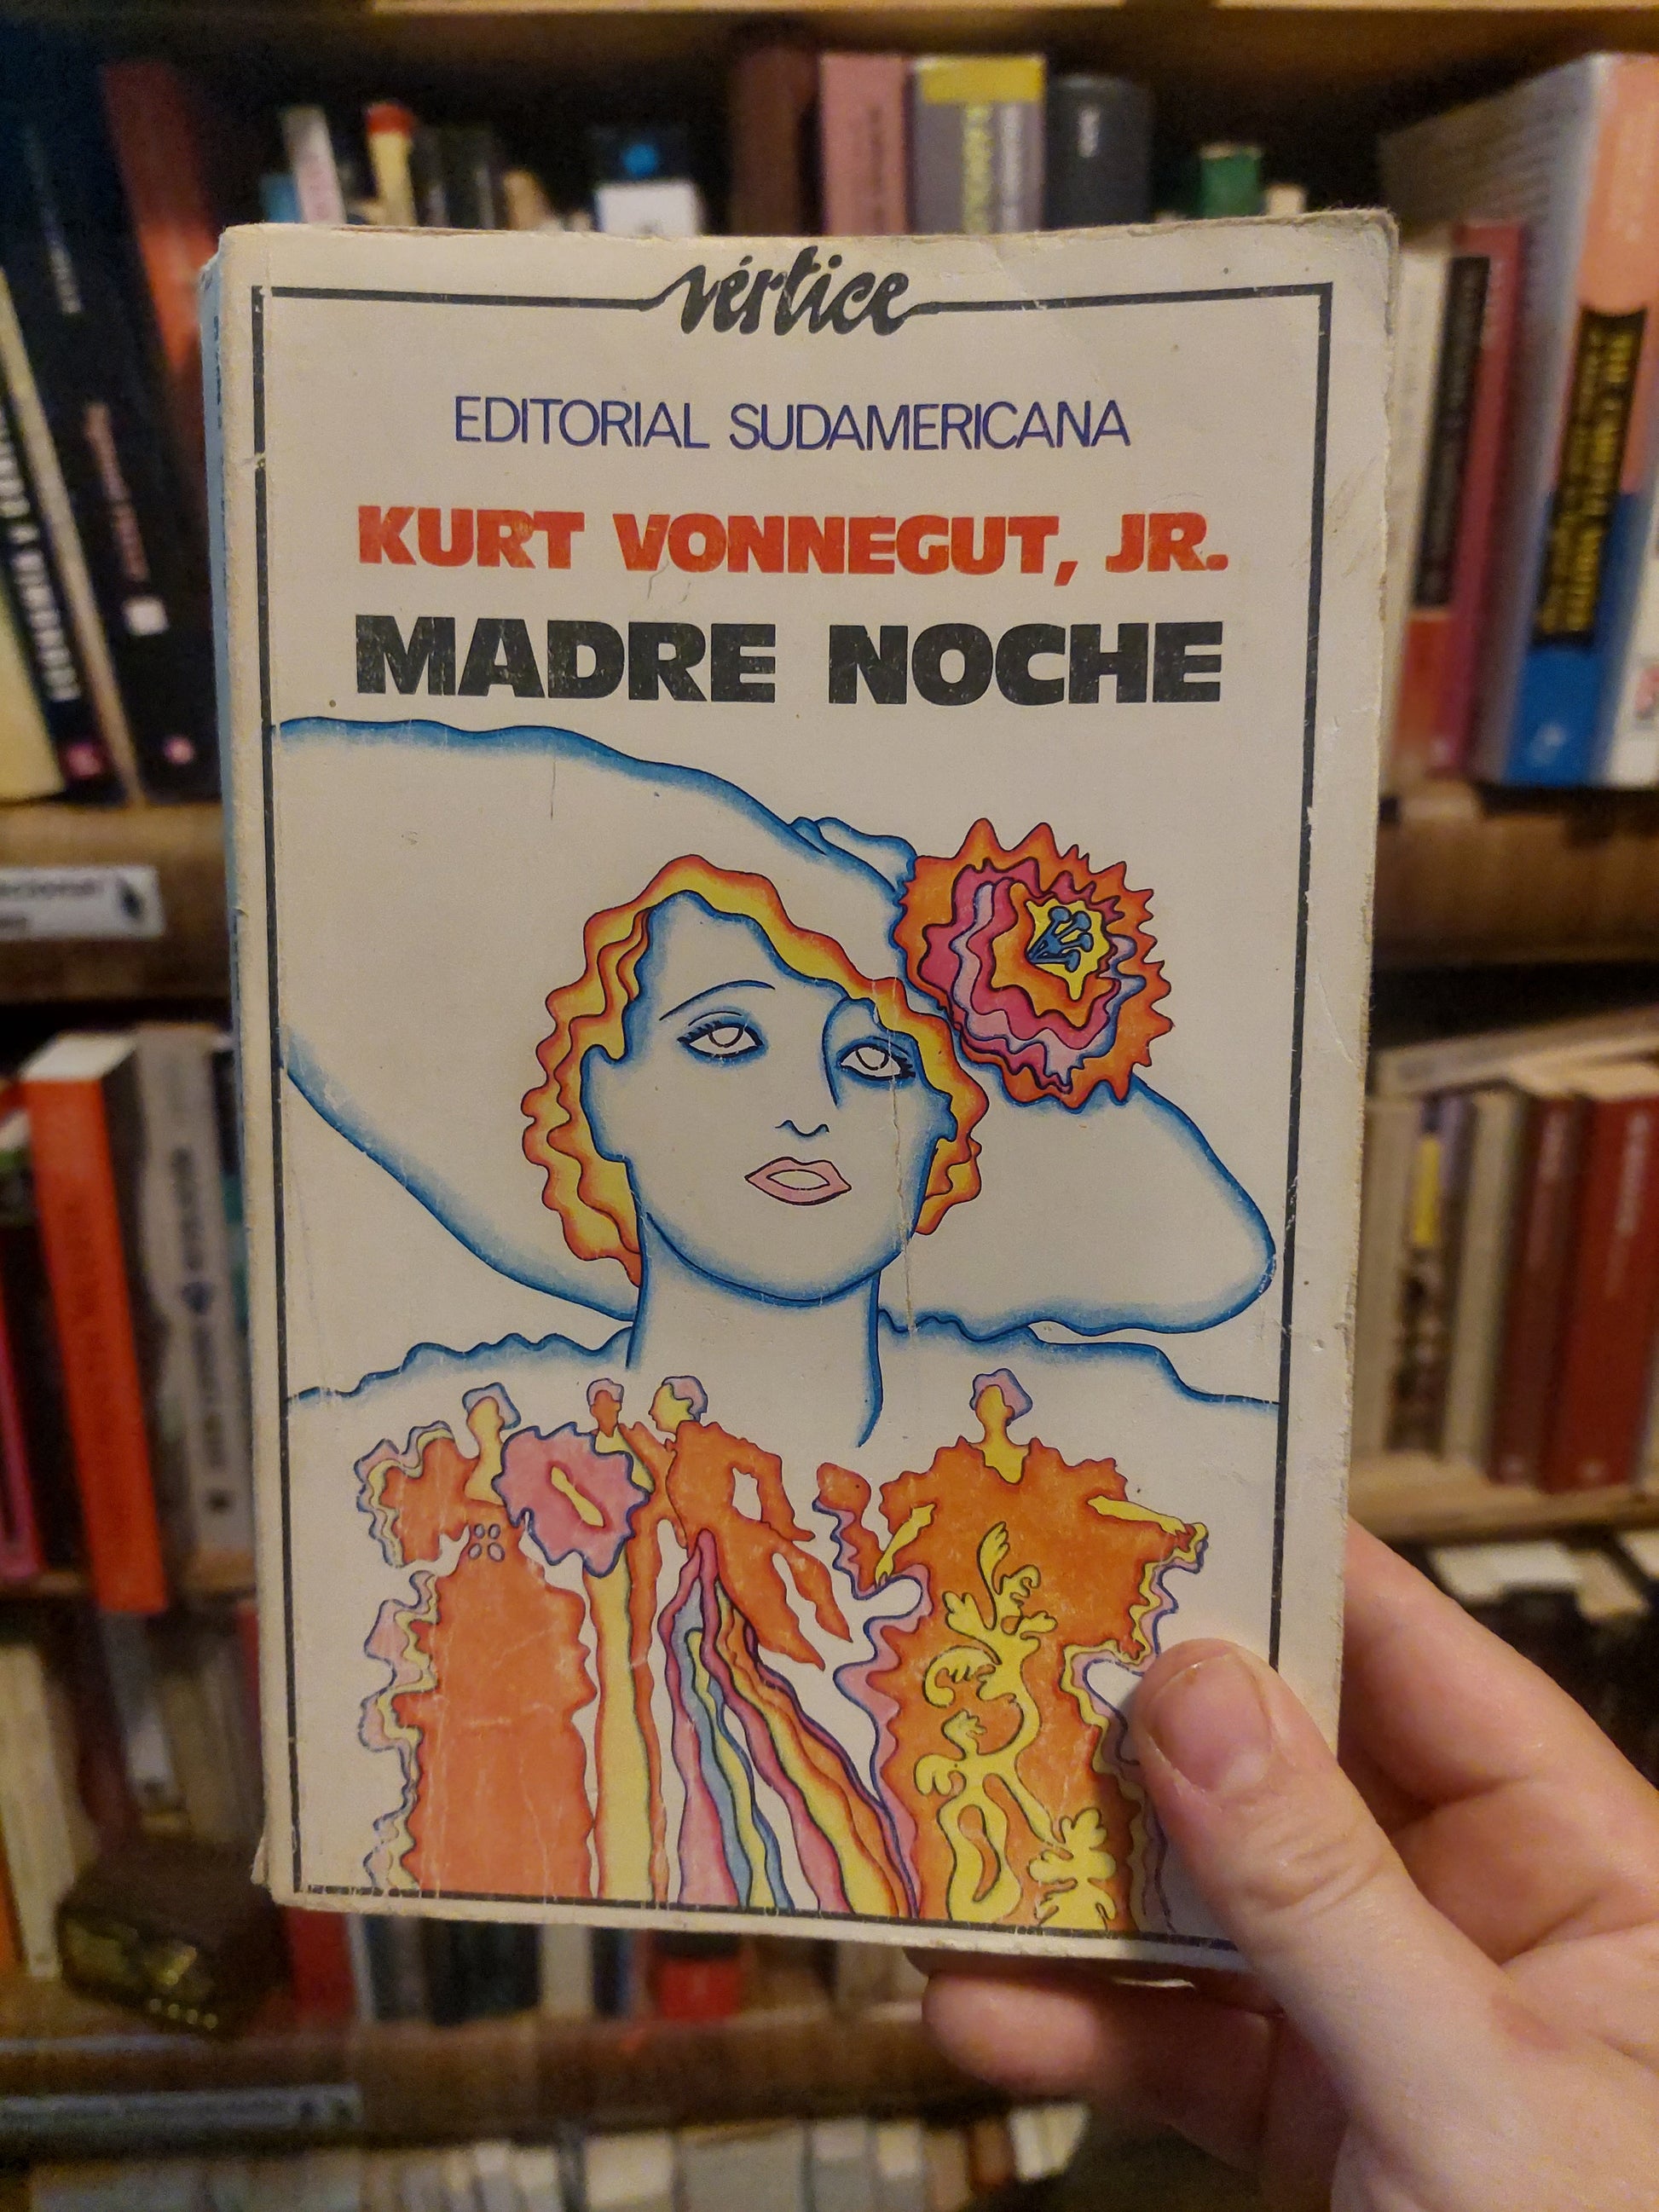 vértice
EDITORIAL SUDAMERICANA
KURT VONNEGUT, JR.
MADRE NOCHE